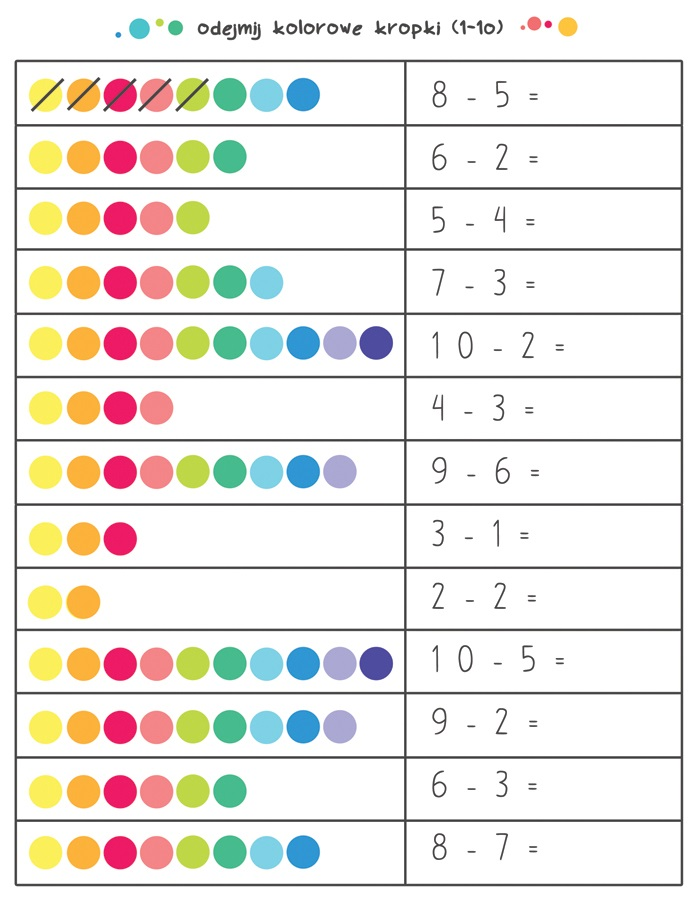 odejmij kolorowe kropki (1-10)
8 - 5 =
6 - 2 =
5 - 4 =
7 - 3 =
10 - 2 =
4 - 3 =
9 - 6 =
3 - 1 =
2 - 2 =
10 - 5 =
9 - 2 =
6 - 3 =
8 - 7 =